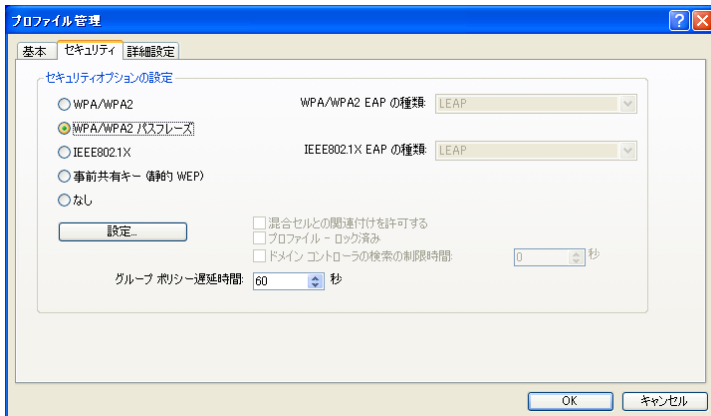 プロファイル管理
基本 セキュリティ 詳細設定
セキュリティオプションの設定
WPA/WPA2 WPA/WPA2 EAP の種類: LEAP
WPA/WPA2 パスフレーズ
IEEE802.1X IEEE802.1X EAP の種類: LEAP
事前共有キー (静的 WEP)
なし
設定...
混合セルとの関連付けを許可する
プロファイル - ロック済み
ドメイン コントローラの検索の制限時間: 0 秒
グループ ポリシー遅延時間: 60 秒
OK キャンセル